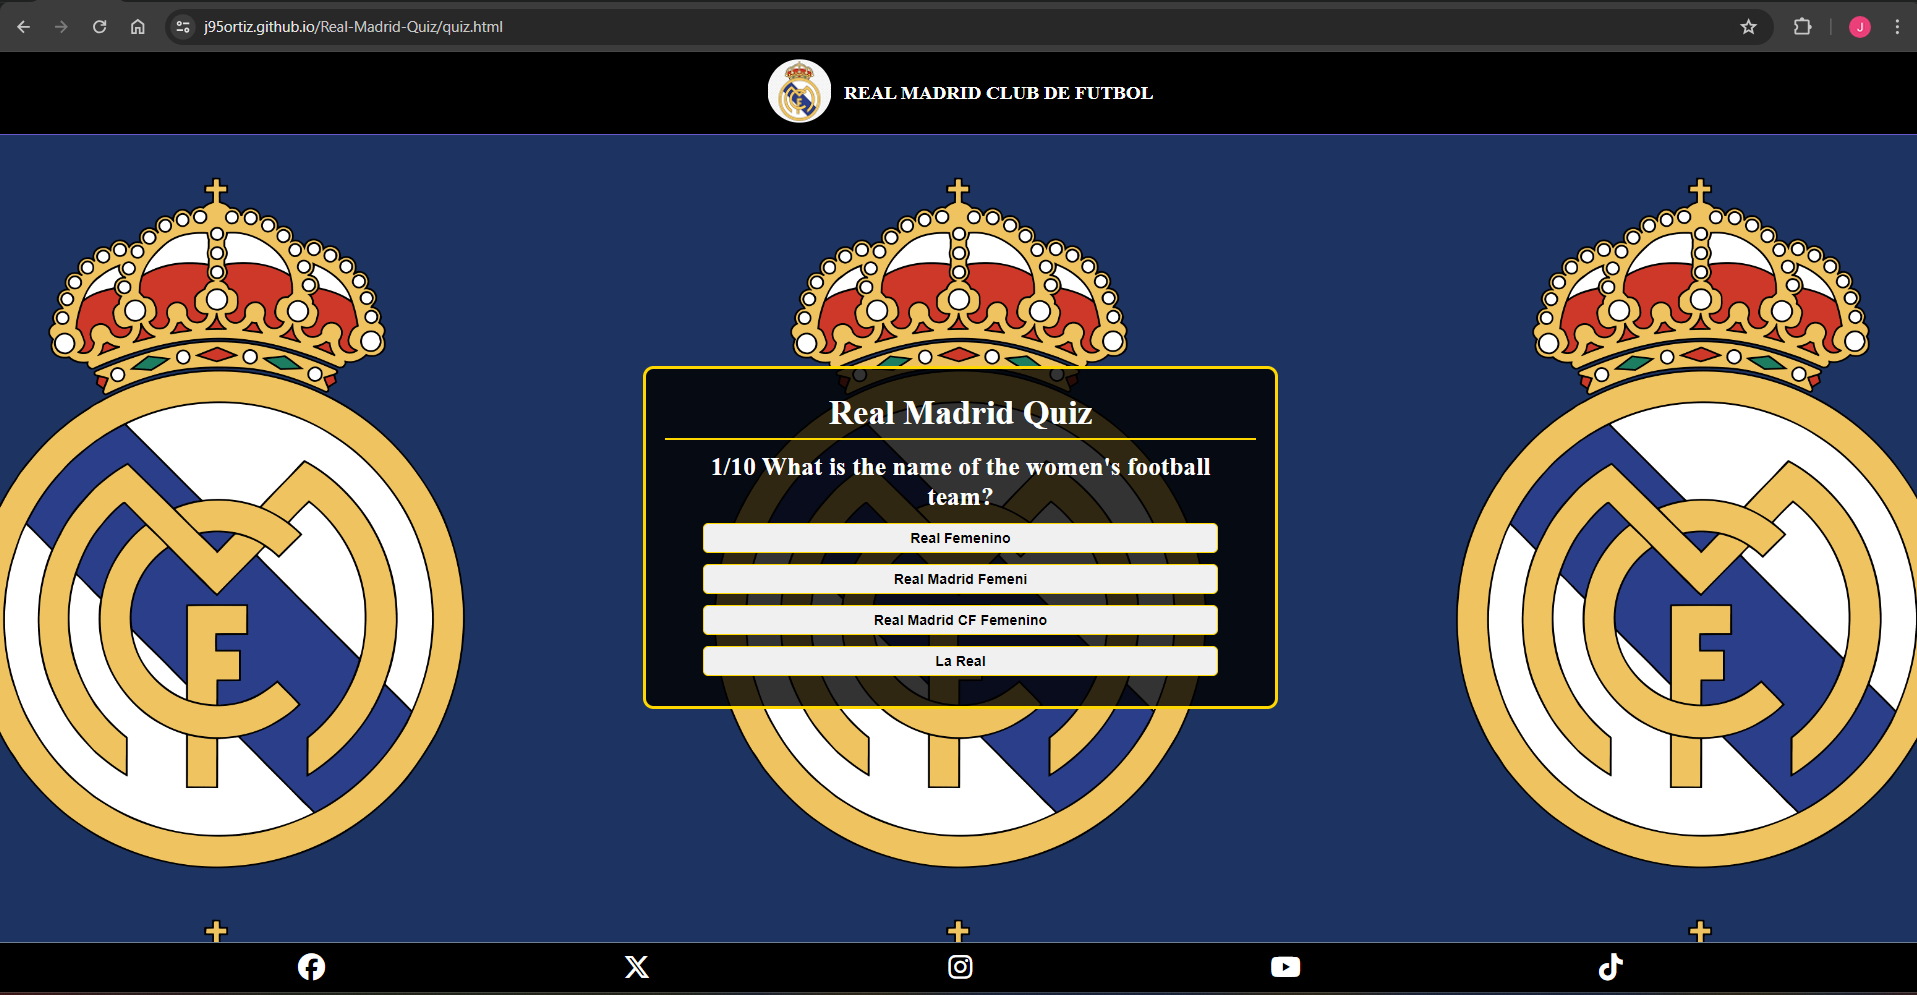 j95ortiz.github.io/Real-Madrid-Quiz/quiz.html
J
REAL MADRID CLUB DE FUTBOL
Real Madrid Quiz
1/10 What is the name of the women's football
team?
Real Femenino
Real Madrid Femeni
Real Madrid CF Femenino
La Real